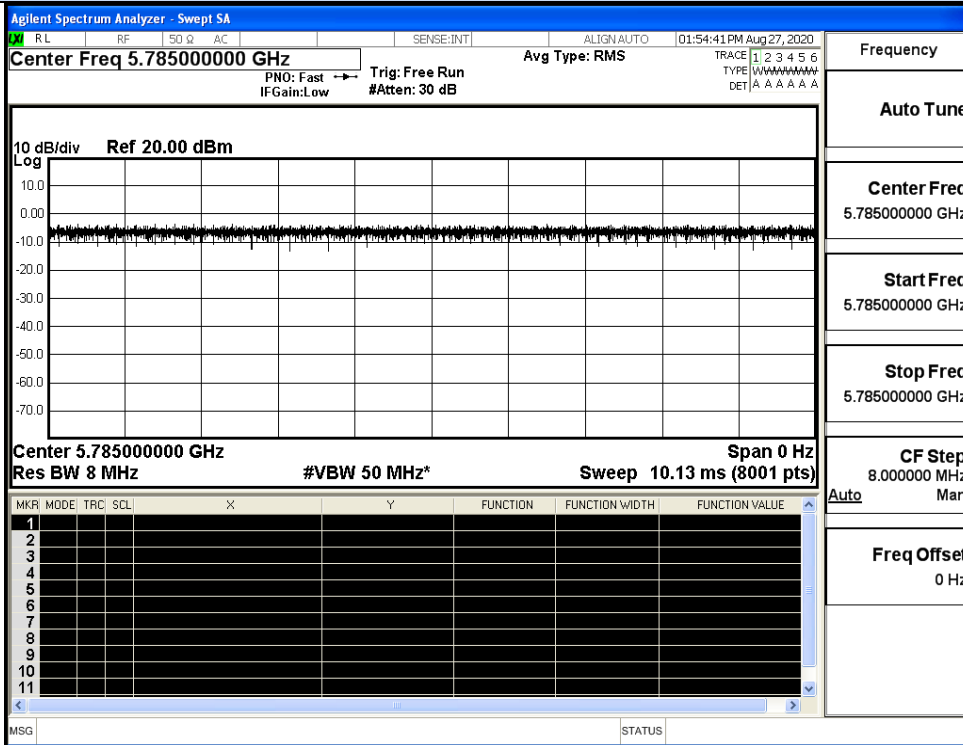 Agilent Spectrum Analyzer - Swept SA
LXI RL RF 50 Ω AC SENSE:INT ALIGN AUTO 01:54:41 PM Aug 27, 2020
Center Freq 5.785000000 GHz Avg Type: RMS TRACE 1 2 3 4 5 6
PNO: Fast Trig: Free Run TYPE WWWWWW
IFGain:Low #Atten: 30 dB DET A A A A A A
10 dB/div Ref 20.00 dBm
Log
10.0
0.00
-10.0
-20.0
-30.0
-40.0
-50.0
-60.0
-70.0
Center 5.785000000 GHz Span 0 Hz
Res BW 8 MHz #VBW 50 MHz* Sweep 10.13 ms (8001 pts)
MKR MODE TRC SCL X Y FUNCTION FUNCTION WIDTH FUNCTION VALUE
1
2
3
4
5
6
7
8
9
10
11
MSG STATUS
Frequency
Auto Tune
Center Freq
5.785000000 GHz
Start Freq
5.785000000 GHz
Stop Freq
5.785000000 GHz
CF Step
8.000000 MHz
Auto Man
Freq Offset
0 Hz